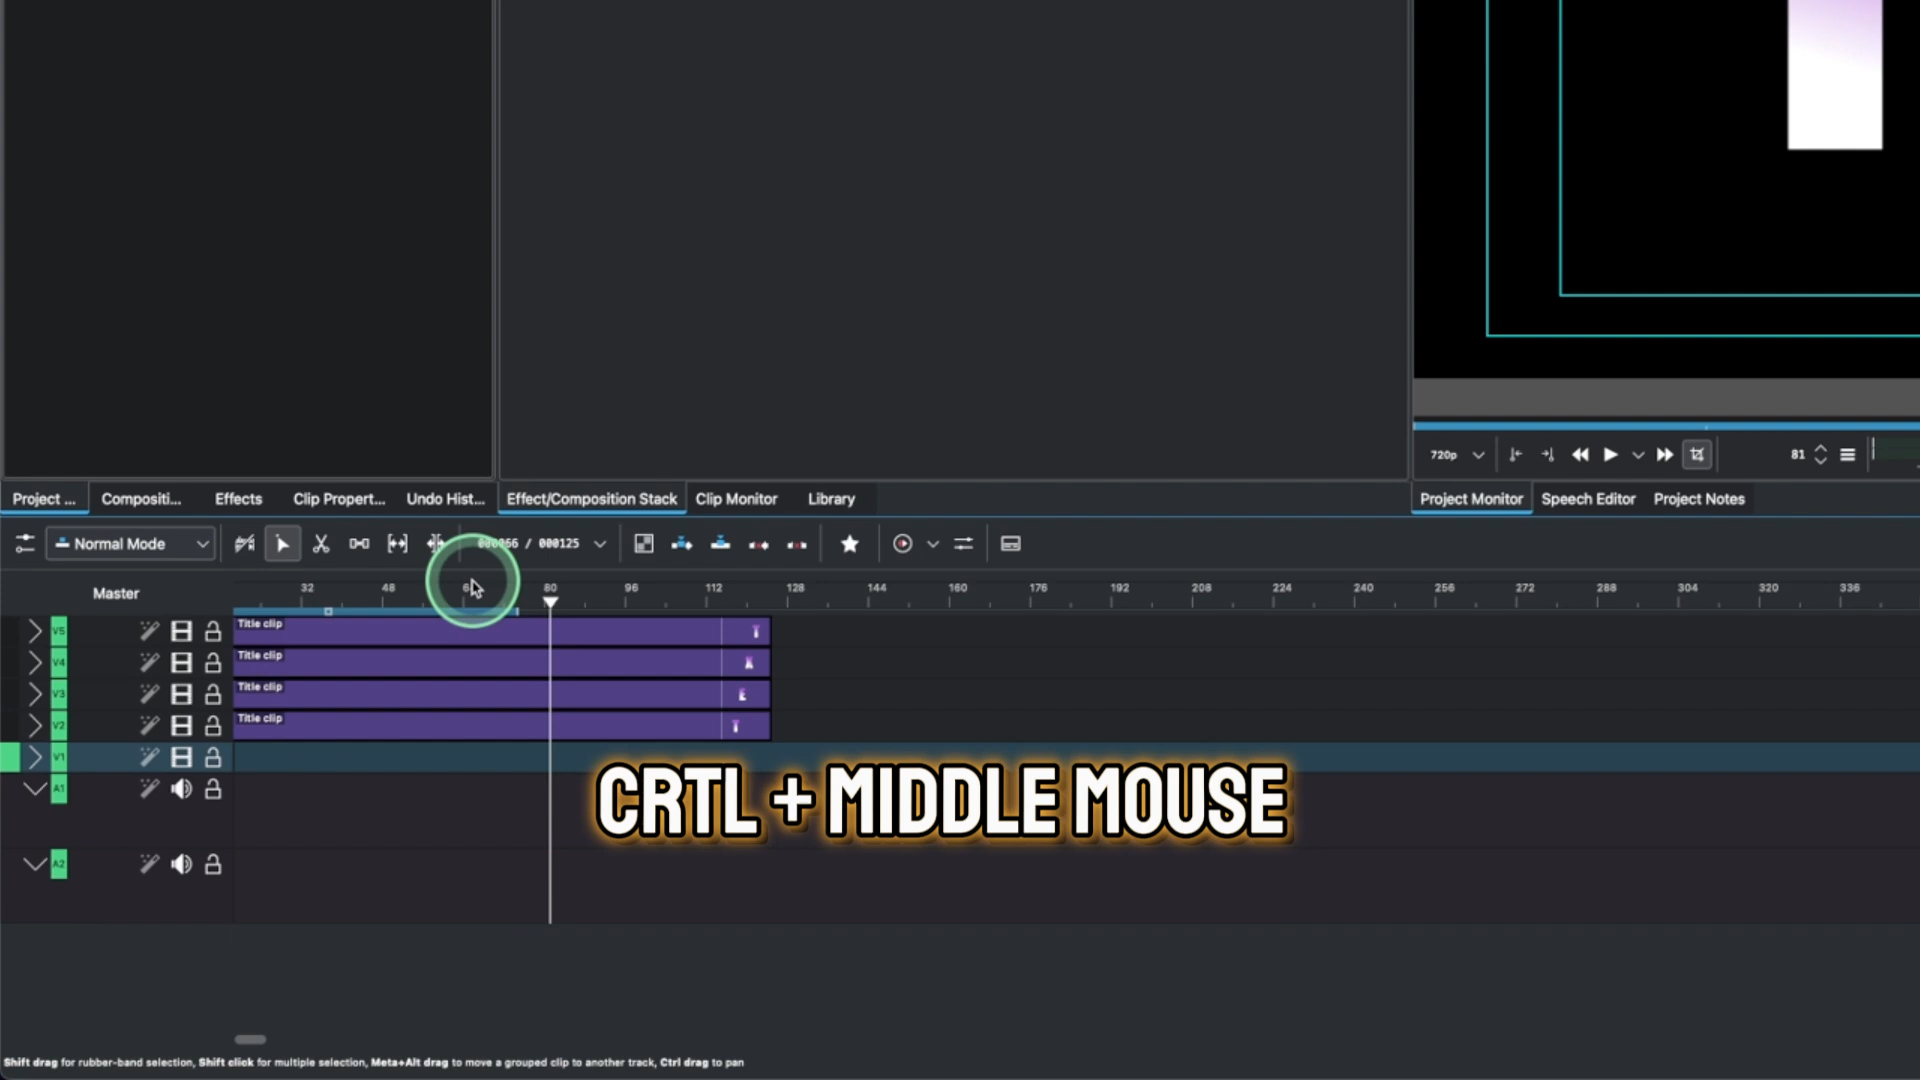 720p
81
Project ...
Compositi...
Effects
Clip Propert...
Undo Hist...
Effect/Composition Stack
Clip Monitor
Library
Project Monitor
Speech Editor
Project Notes
Normal Mode
/ 000125
Master
32 48 80 96 112 128 144 160 176 192 208 224 240 256 272 288 304 320 336
V5 Title clip
V4 Title clip
V3 Title clip
V2 Title clip
V1
A1
CRTL + MIDDLE MOUSE
A2
Shift drag for rubber-band selection, Shift click for multiple selection, Meta+Alt drag to move a grouped clip to another track, Ctrl drag to pan